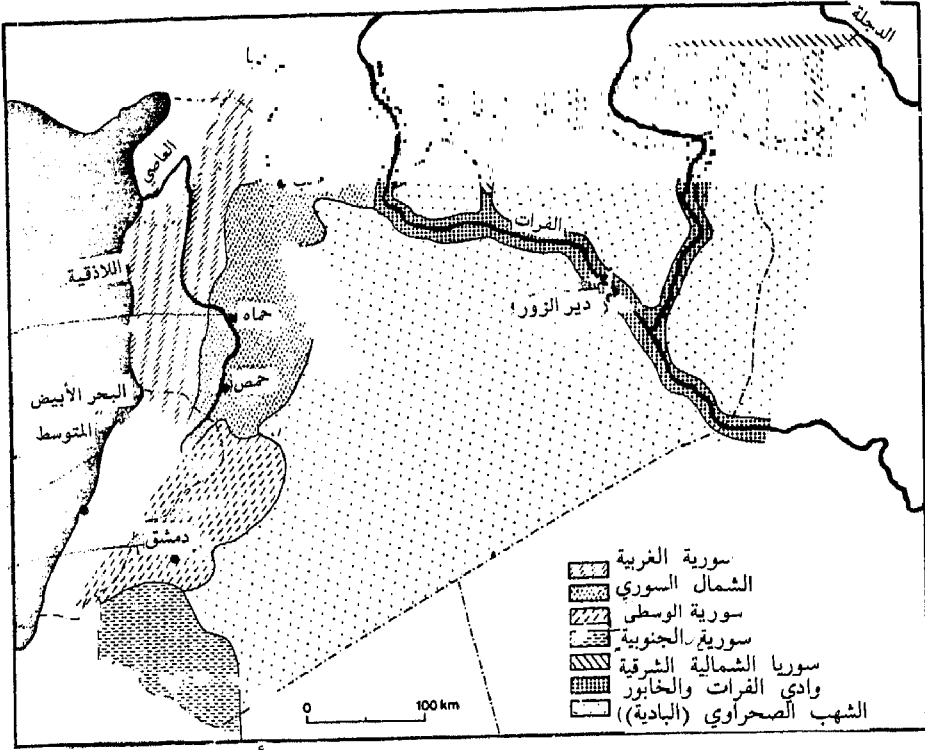 الدجلة
العاصي
الفرات
اللاذقية
دير الزور
حماه
حمص
البحر الأبيض
المتوسط
دمشق
سورية الغربية
الشمال السوري
سورية الوسطى
سورية الجنوبية
سوريا الشمالية الشرقية
وادي الفرات والخابور
الشهب الصحراوي (البادية))
0 100 km